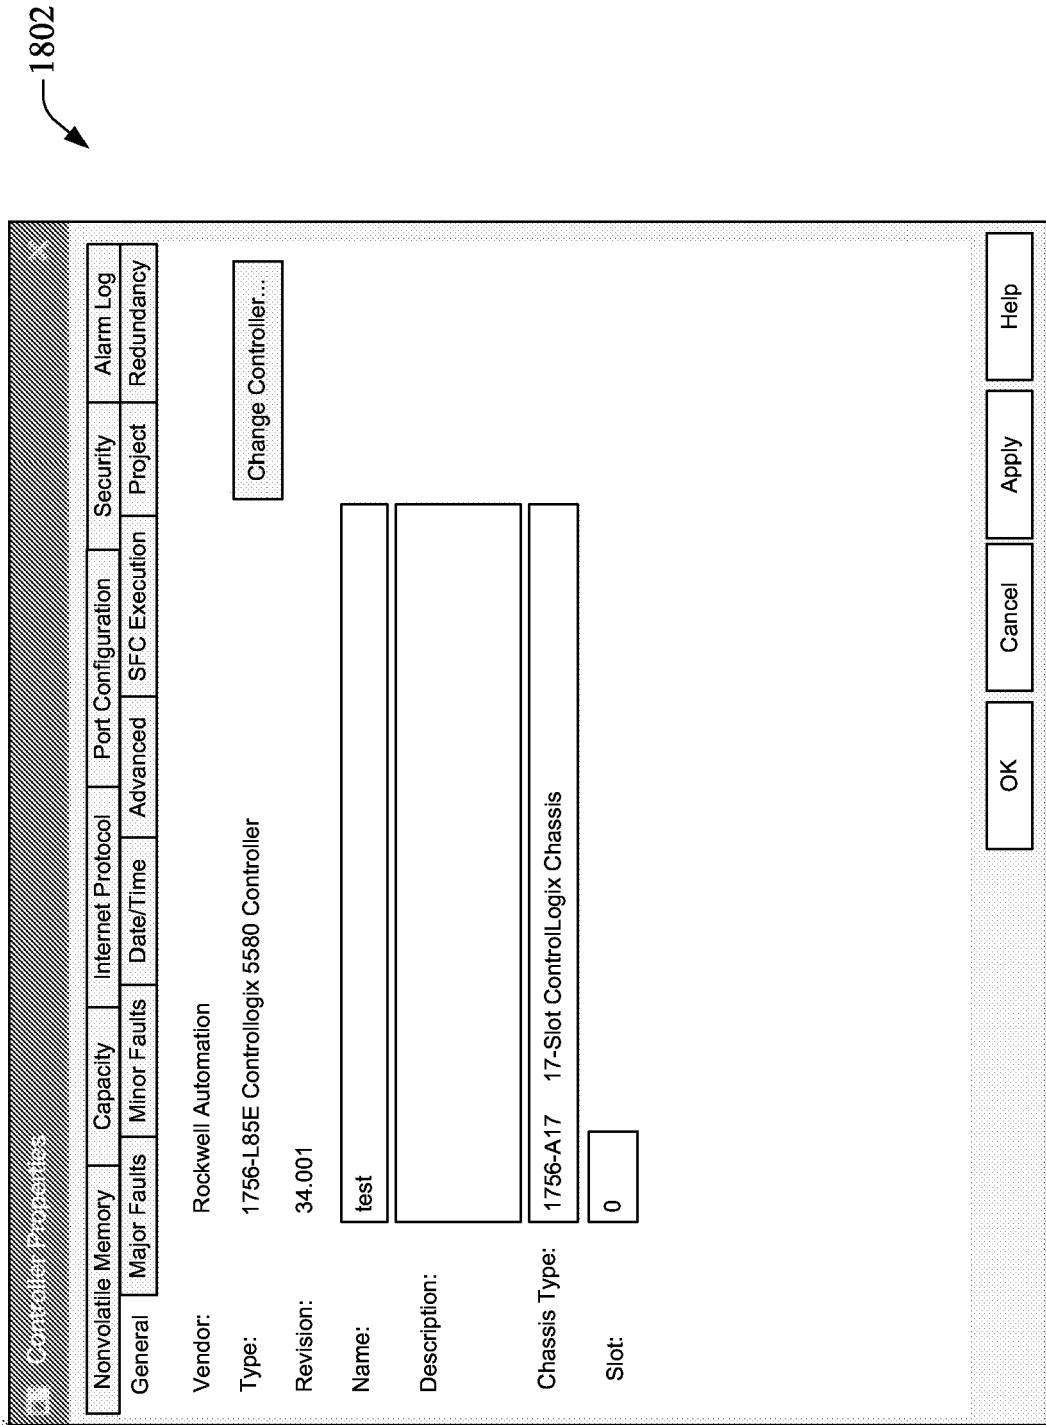 1802
Controller Properties
Nonvolatile Memory Capacity Internet Protocol Port Configuration Security Alarm Log
General Major Faults Minor Faults Date/Time Advanced SFC Execution Project Redundancy
Vendor: Rockwell Automation
Type: 1756-L85E Controllogix 5580 Controller Change Controller...
Revision: 34.001
Name: test
Description:
Chassis Type: 1756-A17 17-Slot ControlLogix Chassis
Slot: 0
OK Cancel Apply Help